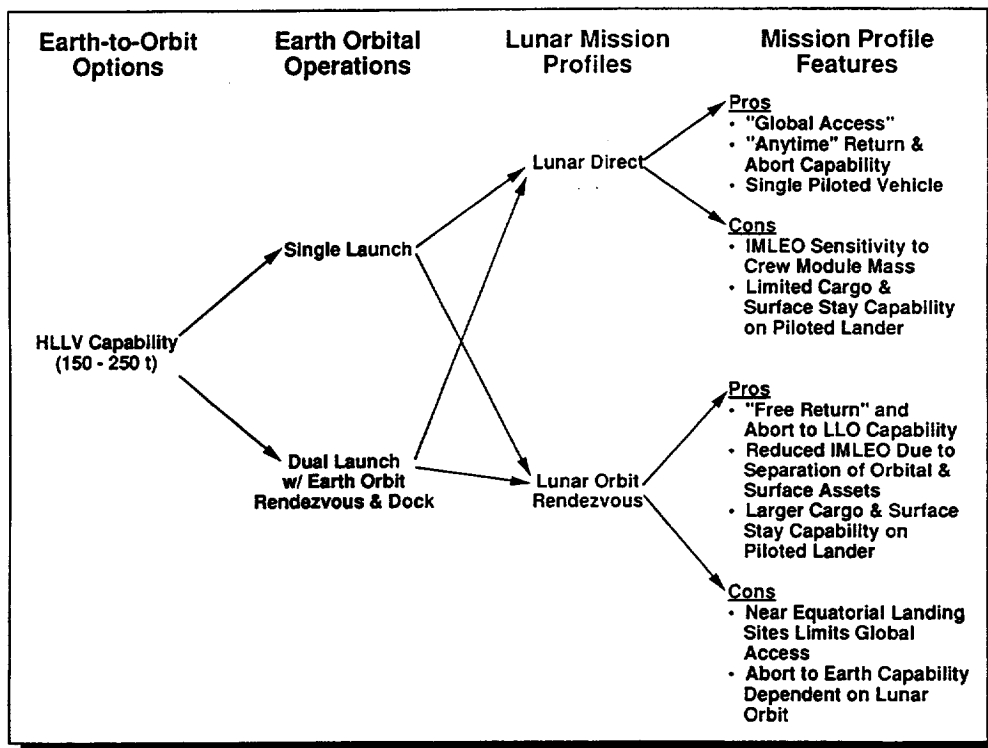 Earth-to-Orbit
Options
Earth Orbital
Operations
Lunar Mission
Profiles
Mission Profile
Features
HLLV Capability
(150 - 250 t)
Single Launch
Dual Launch
w/ Earth Orbit
Rendezvous & Dock
Lunar Direct
Lunar Orbit
Rendezvous
Pros
• "Global Access"
• "Anytime" Return &
Abort Capability
• Single Piloted Vehicle
Cons
• IMLEO Sensitivity to
Crew Module Mass
• Limited Cargo &
Surface Stay Capability
on Piloted Lander
Pros
• "Free Return" and
Abort to LLO Capability
• Reduced IMLEO Due to
Separation of Orbital &
Surface Assets
• Larger Cargo & Surface
Stay Capability on
Piloted Lander
Cons
• Near Equatorial Landing
Sites Limits Global
Access
• Abort to Earth Capability
Dependent on Lunar
Orbit